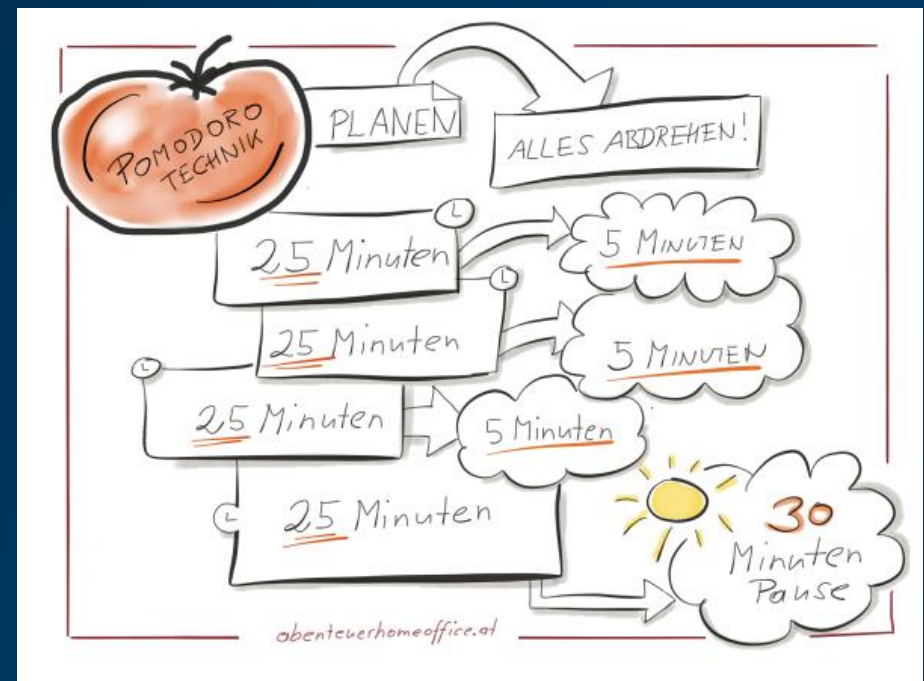 POMODORO
TECHNIK
PLANEN
ALLES ABDREHEN!
25 Minuten
5 MINUTEN
25 Minuten
5 MINUTEN
25 Minuten
5 Minuten
25 Minuten
30
Minuten
Pause
abenteuerhomeoffice.at